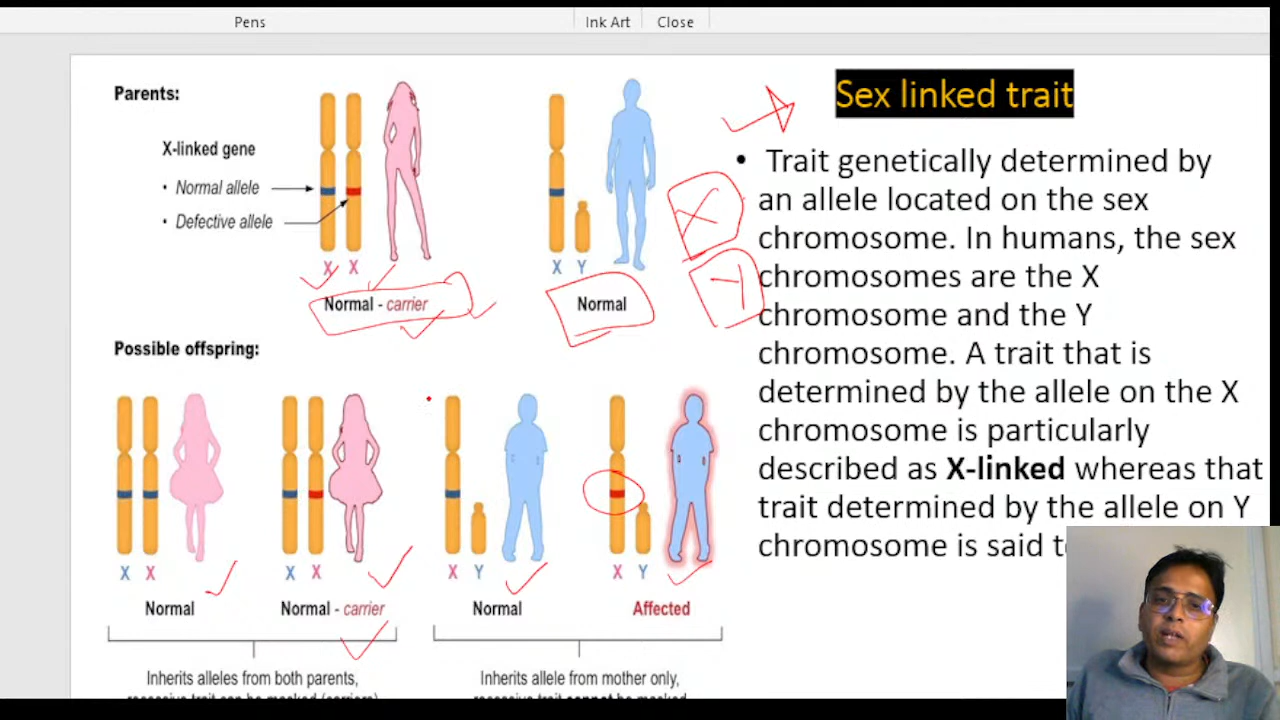 Pens
Ink Art
Close
Parents:
X-linked gene
• Normal allele
• Defective allele
X X
X Y
Normal - carrier
Normal
X
Y
Possible offspring:
X X
X X
X Y
X Y
Normal
Normal - carrier
Normal
Affected
Inherits alleles from both parents,
recessive trait can be masked (carriers)
Inherits allele from mother only,
recessive trait cannot be masked
Sex linked trait
• Trait genetically determined by
an allele located on the sex
chromosome. In humans, the sex
chromosomes are the X
chromosome and the Y
chromosome. A trait that is
determined by the allele on the X
chromosome is particularly
described as X-linked whereas that
trait determined by the allele on Y
chromosome is said